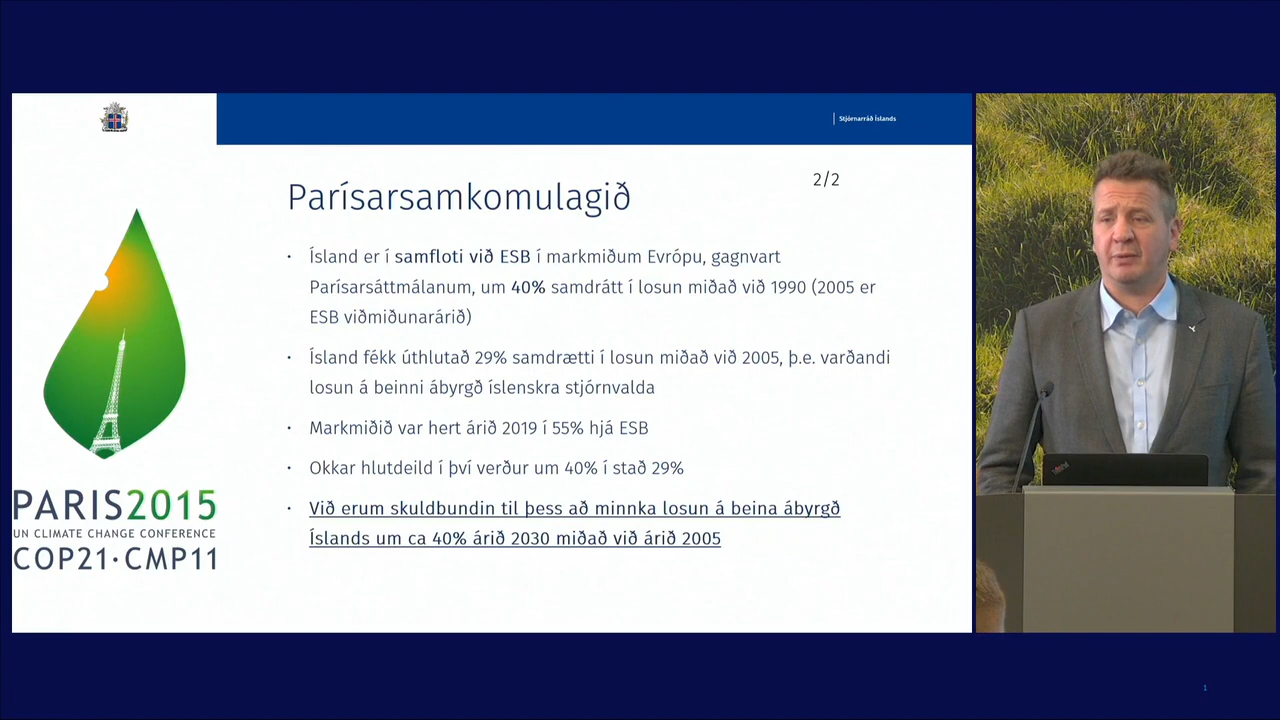 Stjórnarráð Íslands
2/2
Parísarsamkomulagið
• Ísland er í samfloti við ESB í markmiðum Evrópu, gagnvart
Parísarsáttmálanum, um 40% samdrátt í losun miðað við 1990 (2005 er
ESB viðmiðunarárið)
• Ísland fékk úthlutað 29% samdrætti í losun miðað við 2005, þ.e. varðandi
losun á beinni ábyrgð íslenskra stjórnvalda
• Markmiðið var hert árið 2019 í 55% hjá ESB
• Okkar hlutdeild í því verður um 40% í stað 29%
• Við erum skuldbundin til þess að minnka losun á beina ábyrgð
Íslands um ca 40% árið 2030 miðað við árið 2005
PARIS2015
UN CLIMATE CHANGE CONFERENCE
COP21·CMP11
1